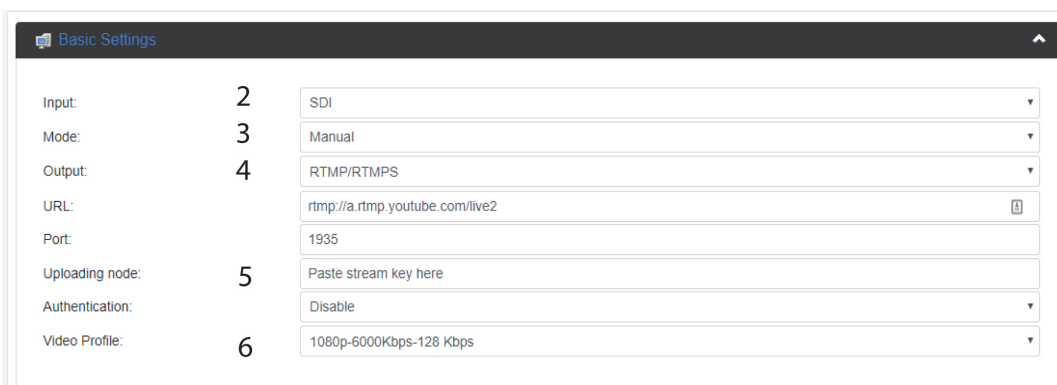 Basic Settings
Input: 2 SDI
Mode: 3 Manual
Output: 4 RTMP/RTMPS
URL: rtmp://a.rtmp.youtube.com/live2
Port: 1935
Uploading node: 5 Paste stream key here
Authentication: Disable
Video Profile: 6 1080p-6000Kbps-128 Kbps